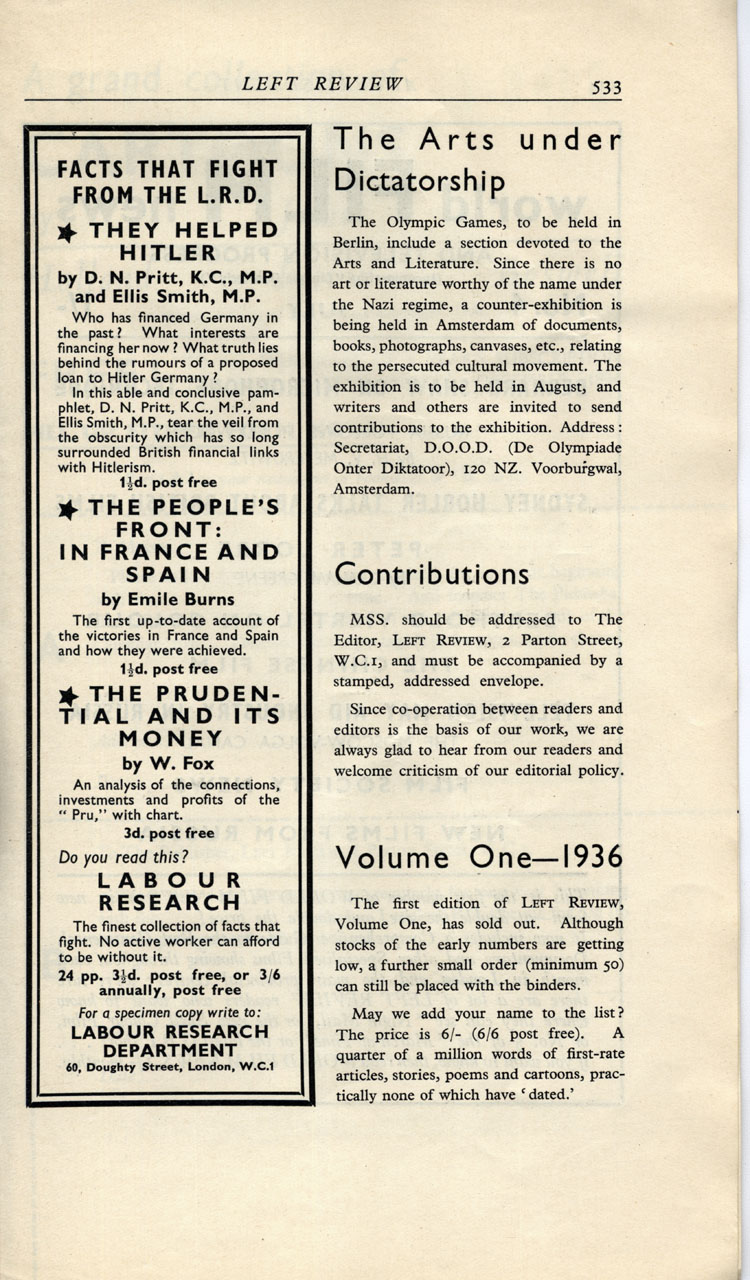 LEFT REVIEW 533
FACTS THAT FIGHT
FROM THE L.R.D.
★ THEY HELPED
HITLER
by D. N. Pritt, K.C., M.P.
and Ellis Smith, M.P.
Who has financed Germany in
the past? What interests are
financing her now? What truth lies
behind the rumours of a proposed
loan to Hitler Germany?
In this able and conclusive pam-
phlet, D. N. Pritt, K.C., M.P., and
Ellis Smith, M.P., tear the veil from
the obscurity which has so long
surrounded British financial links
with Hitlerism.
1½d. post free
★ THE PEOPLE'S
FRONT:
IN FRANCE AND
SPAIN
by Emile Burns
The first up-to-date account of
the victories in France and Spain
and how they were achieved.
1½d. post free
★ THE PRUDEN-
TIAL AND ITS
MONEY
by W. Fox
An analysis of the connections,
investments and profits of the
“ Pru,” with chart.
3d. post free
Do you read this?
LABOUR
RESEARCH
The finest collection of facts that
fight. No active worker can afford
to be without it.
24 pp. 3½d. post free, or 3/6
annually, post free
For a specimen copy write to:
LABOUR RESEARCH
DEPARTMENT
60, Doughty Street, London, W.C.1
The Arts under
Dictatorship
The Olympic Games, to be held in
Berlin, include a section devoted to the
Arts and Literature. Since there is no
art or literature worthy of the name under
the Nazi regime, a counter-exhibition is
being held in Amsterdam of documents,
books, photographs, canvases, etc., relating
to the persecuted cultural movement. The
exhibition is to be held in August, and
writers and others are invited to send
contributions to the exhibition. Address:
Secretariat, D.O.O.D. (De Olympiade
Onter Diktatoor), 120 NZ. Voorburgwal,
Amsterdam.
Contributions
MSS. should be addressed to The
Editor, LEFT REVIEW, 2 Parton Street,
W.C.1, and must be accompanied by a
stamped, addressed envelope.
Since co-operation between readers and
editors is the basis of our work, we are
always glad to hear from our readers and
welcome criticism of our editorial policy.
Volume One—1936
The first edition of LEFT REVIEW,
Volume One, has sold out. Although
stocks of the early numbers are getting
low, a further small order (minimum 50)
can still be placed with the binders.
May we add your name to the list?
The price is 6/- (6/6 post free). A
quarter of a million words of first-rate
articles, stories, poems and cartoons, prac-
tically none of which have ‘ dated.’